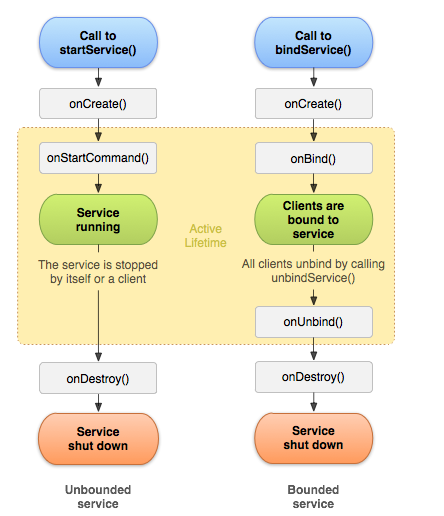 Call to
startService()
onCreate()
onStartCommand()
Service
running
The service is stopped
by itself or a client
onDestroy()
Service
shut down
Unbounded
service
Active
Lifetime
Call to
bindService()
onCreate()
onBind()
Clients are
bound to
service
All clients unbind by calling
unbindService()
onUnbind()
onDestroy()
Service
shut down
Bounded
service